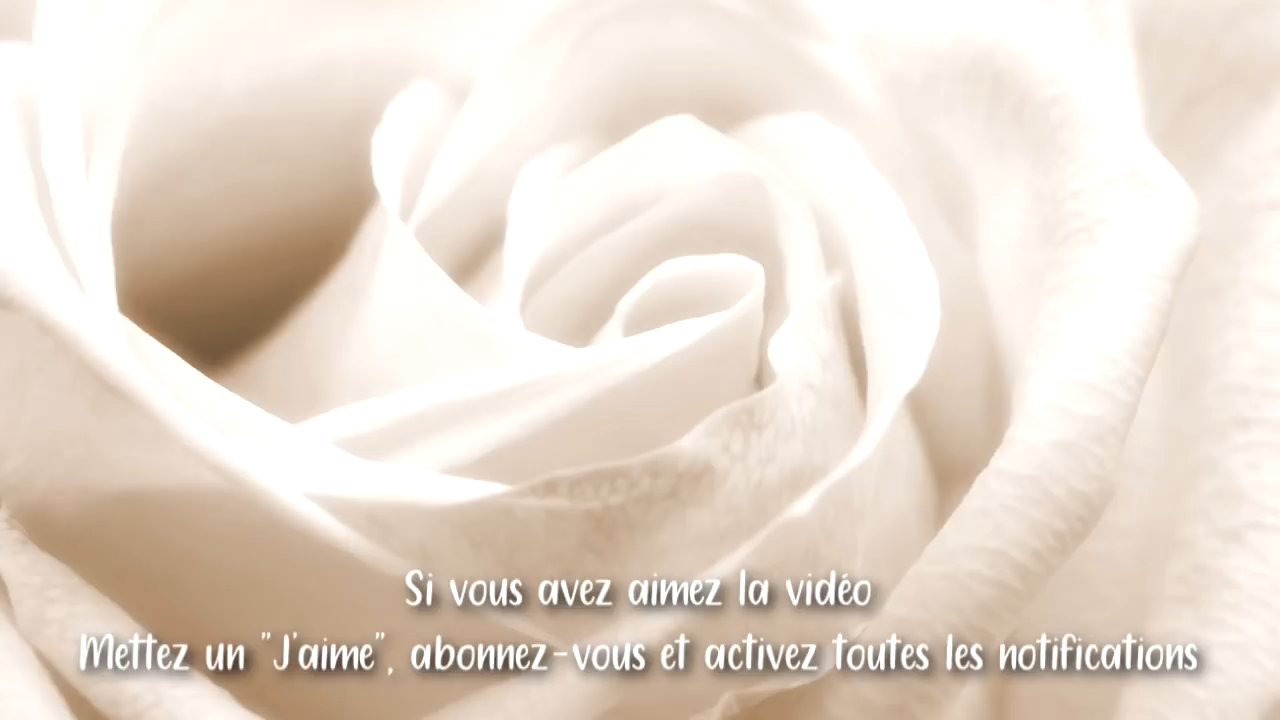 Si vous avez aimez la vidéo
Mettez un "J'aime", abonnez-vous et activez toutes les notifications